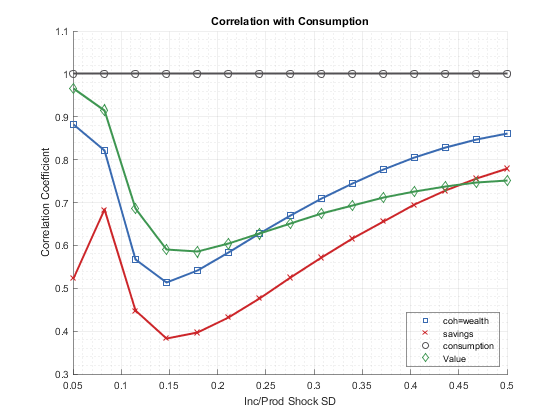 Correlation with Consumption
1.1
1
0.9
0.8
0.7
0.6
0.5
0.4
0.3
Correlation Coefficient
0.05
0.1
0.15
0.2
0.25
0.3
0.35
0.4
0.45
0.5
Inc/Prod Shock SD
coh=wealth
savings
consumption
Value